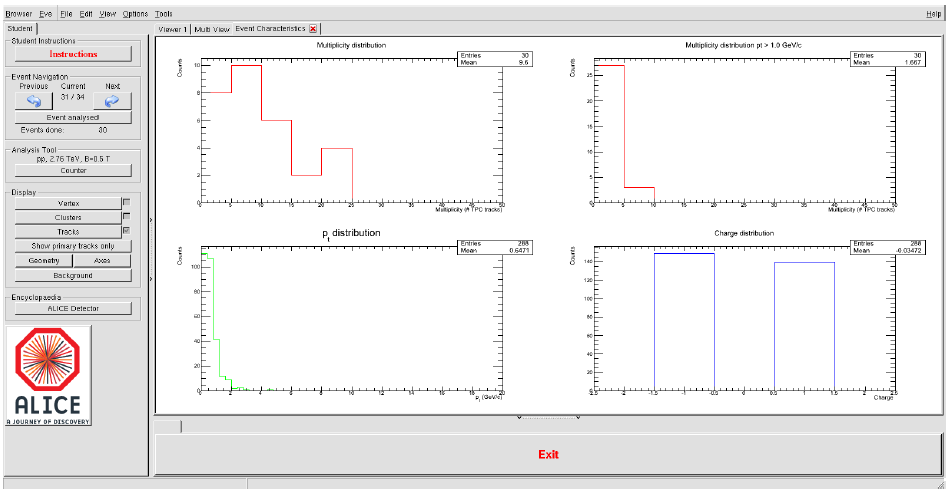 Browser Eve File Edit View Options Tools Help
Student
Viewer 1 Multi View Event Characteristics
Student Instructions
Instructions
Event Navigation
Previous Current Next
31 / 34
Event analysed!
Events done: 30
Analysis Tool
pp, 2.76 TeV, B=0.5 T
Counter
Display
Vertex
Clusters
Tracks
Show primary tracks only
Geometry Axes
Background
Encyclopaedia
ALICE Detector
ALICE
A JOURNEY OF DISCOVERY
Multiplicity distribution
Entries 30
Mean 9.6
Counts
10
8
6
4
2
0 5 10 15 20 25 30 35 40 45 50
Multiplicity (# TPC tracks)
Multiplicity distribution pt > 1.0 GeV/c
Entries 30
Mean 1.667
Counts
25
20
15
10
5
0 5 10 15 20 25 30 35 40 45 50
Multiplicity (# TPC tracks)
pt distribution
Entries 288
Mean 0.6471
Counts
100
80
60
40
20
0 2 4 6 8 10 12 14 16 18 20
pt (GeV/c)
Charge distribution
Entries 288
Mean -0.03472
Counts
140
120
100
80
60
40
20
0
-2.5 -2 -1.5 -1 -0.5 0 0.5 1 1.5 2 2.5
Charge
Exit